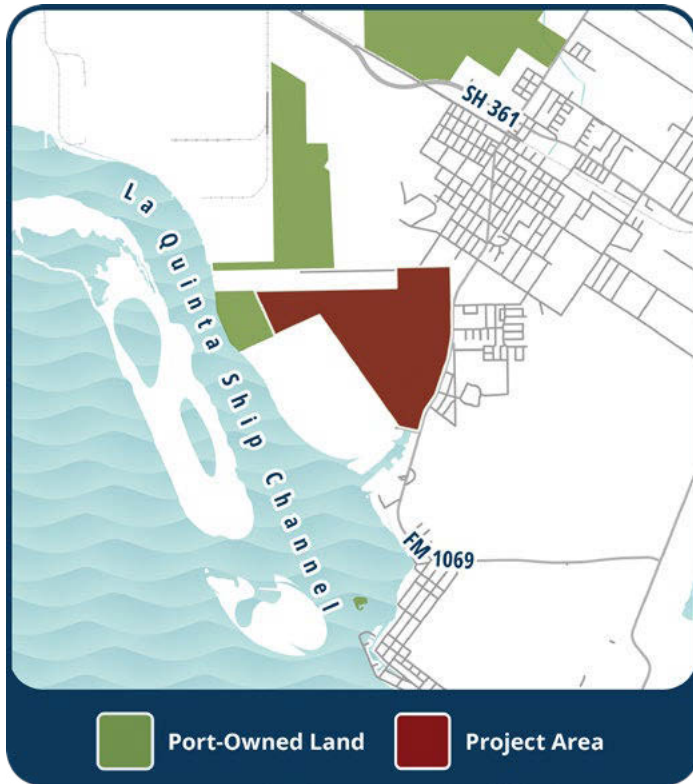 SH 361
La Quinta Ship Channel
FM 1069
Port-Owned Land
Project Area